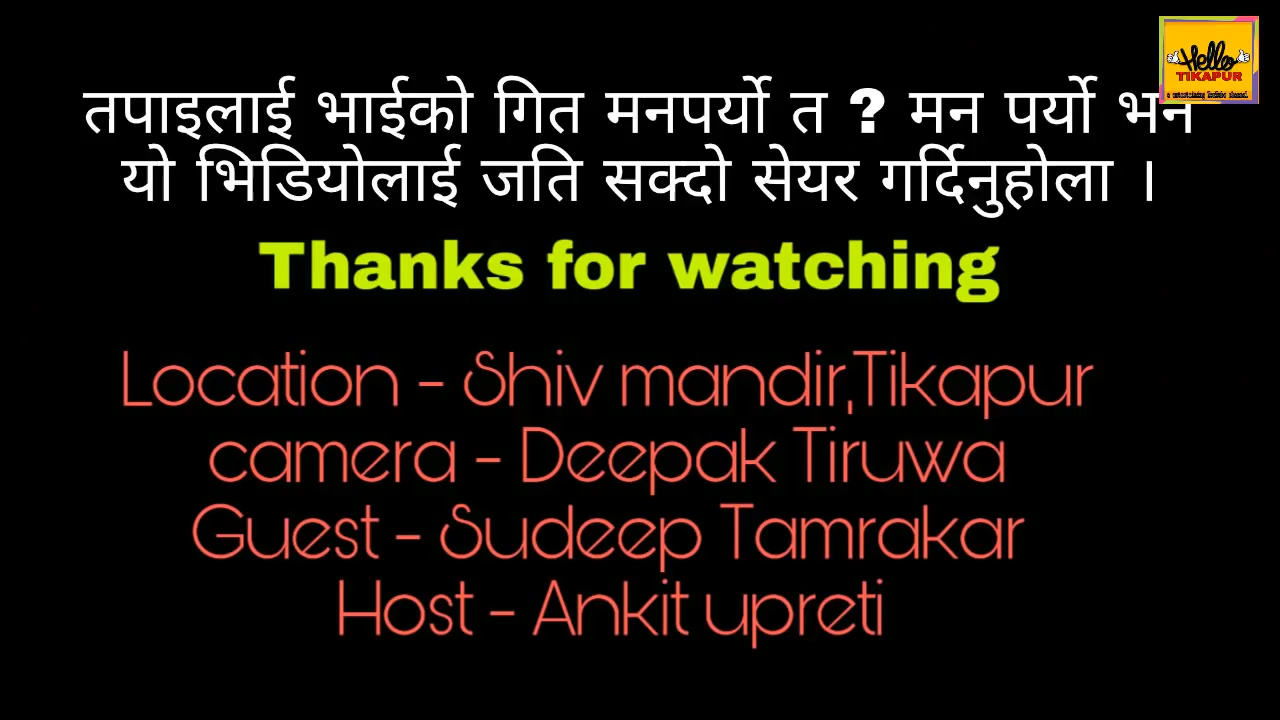 Hello
TIKAPUR
तपाइलाई भाईको गित मनपर्यो त ? मन पर्यो भने
यो भिडियोलाई जति सक्दो सेयर गर्दिनुहोला ।
Thanks for watching
Location - Shiv mandir,Tikapur
camera - Deepak Tiruwa
Guest - Sudeep Tamrakar
Host - Ankit upreti